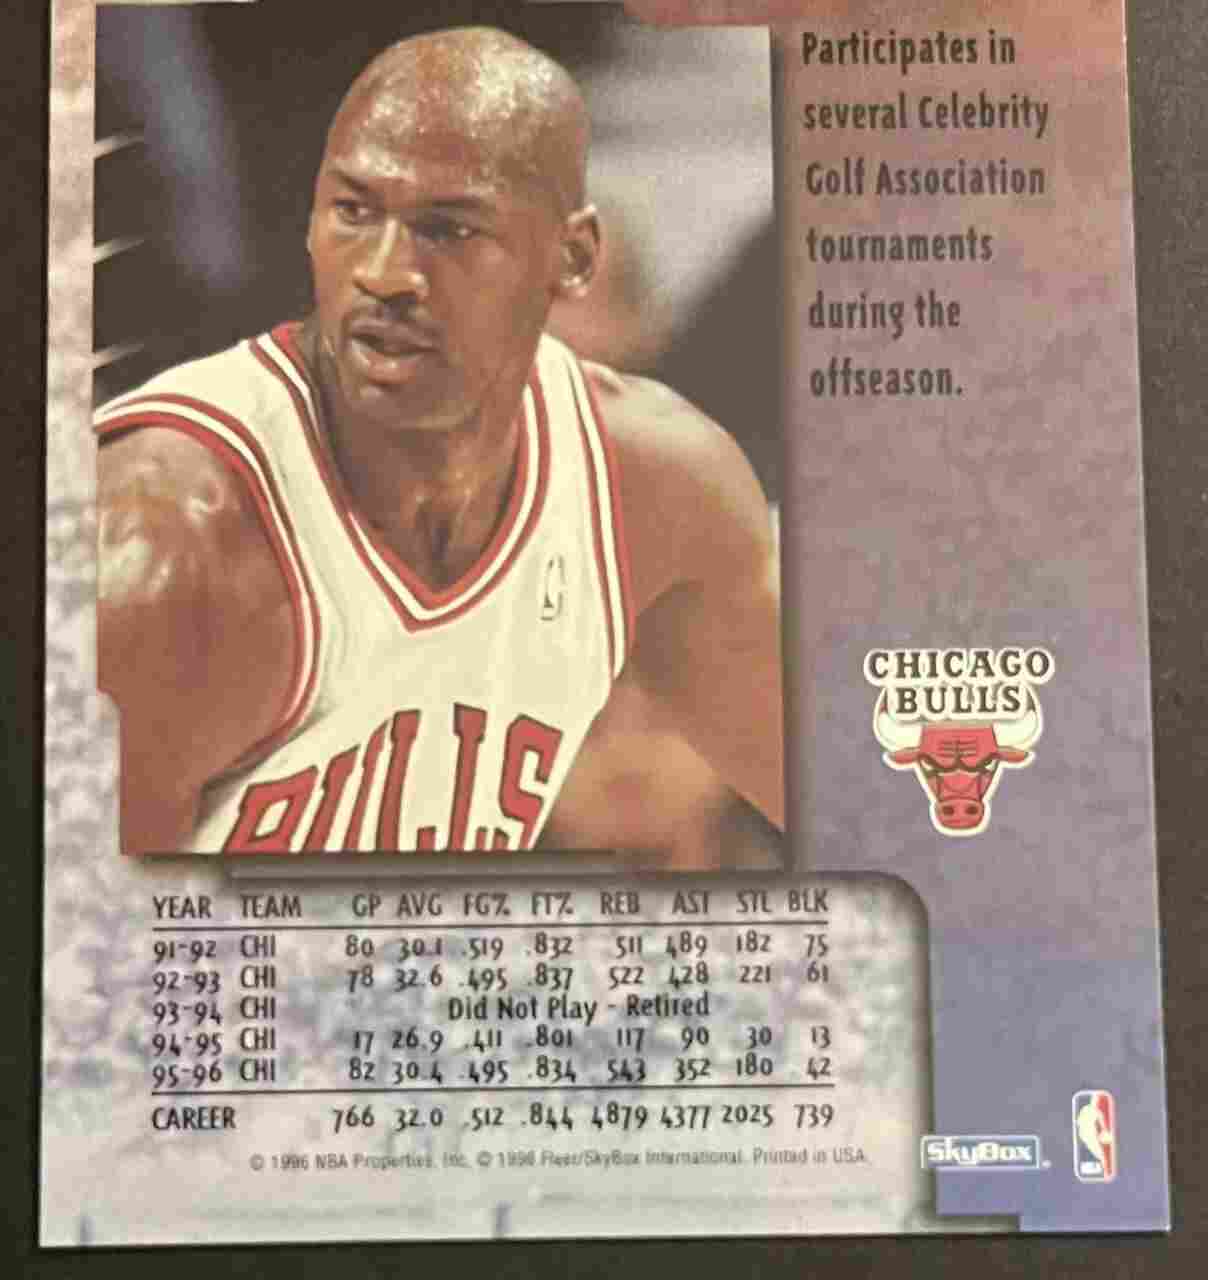 Participates in
several Celebrity
Golf Association
tournaments
during the
offseason.
BULLS
CHICAGO
BULLS
YEAR TEAM GP AVG FG% FT% REB AST STL BLK
91-92 CHI 80 30.1 .519 .832 511 489 182 75
92-93 CHI 78 32.6 .495 .837 522 428 221 61
93-94 CHI Did Not Play - Retired
94-95 CHI 17 26.9 .411 .801 117 90 30 13
95-96 CHI 82 30.4 .495 .834 543 352 180 42
CAREER 766 32.0 .512 .844 4879 4377 2025 739
© 1996 NBA Properties, Inc. © 1996 Fleer/SkyBox International. Printed in USA.
SkyBox
NBA